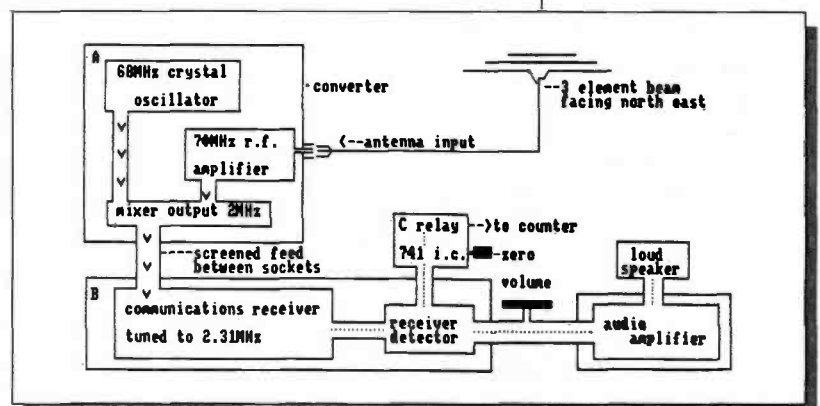 A
68MHz crystal
oscillator
converter
3 element beam
facing north east
70MHz r.f.
amplifier
<--antenna input
mixer output 2MHz
screened feed
between sockets
C relay
-->to counter
741 i.c.
zero
loud
speaker
volume
B
communications receiver
tuned to 2.31MHz
receiver
detector
audio
amplifier